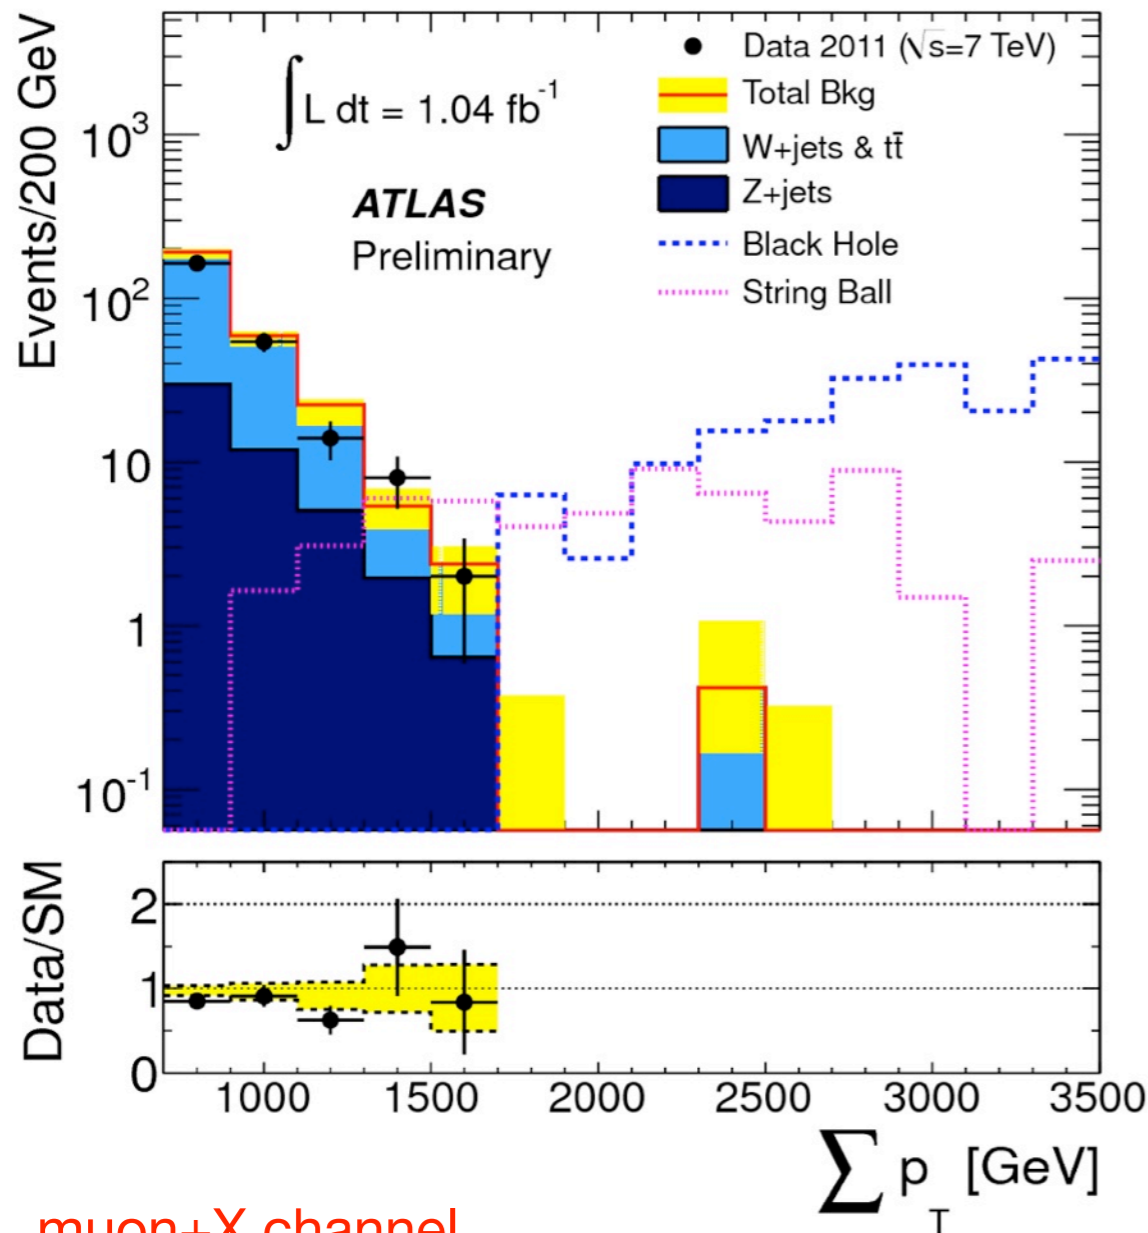 Events/200 GeV
10³
10²
10
1
10⁻¹
∫L dt = 1.04 fb⁻¹
ATLAS
Preliminary
Data 2011 (√s=7 TeV)
Total Bkg
W+jets & tt̄
Z+jets
Black Hole
String Ball
Data/SM
2
1
0
1000 1500 2000 2500 3000 3500
∑ p_T [GeV]
muon+X channel